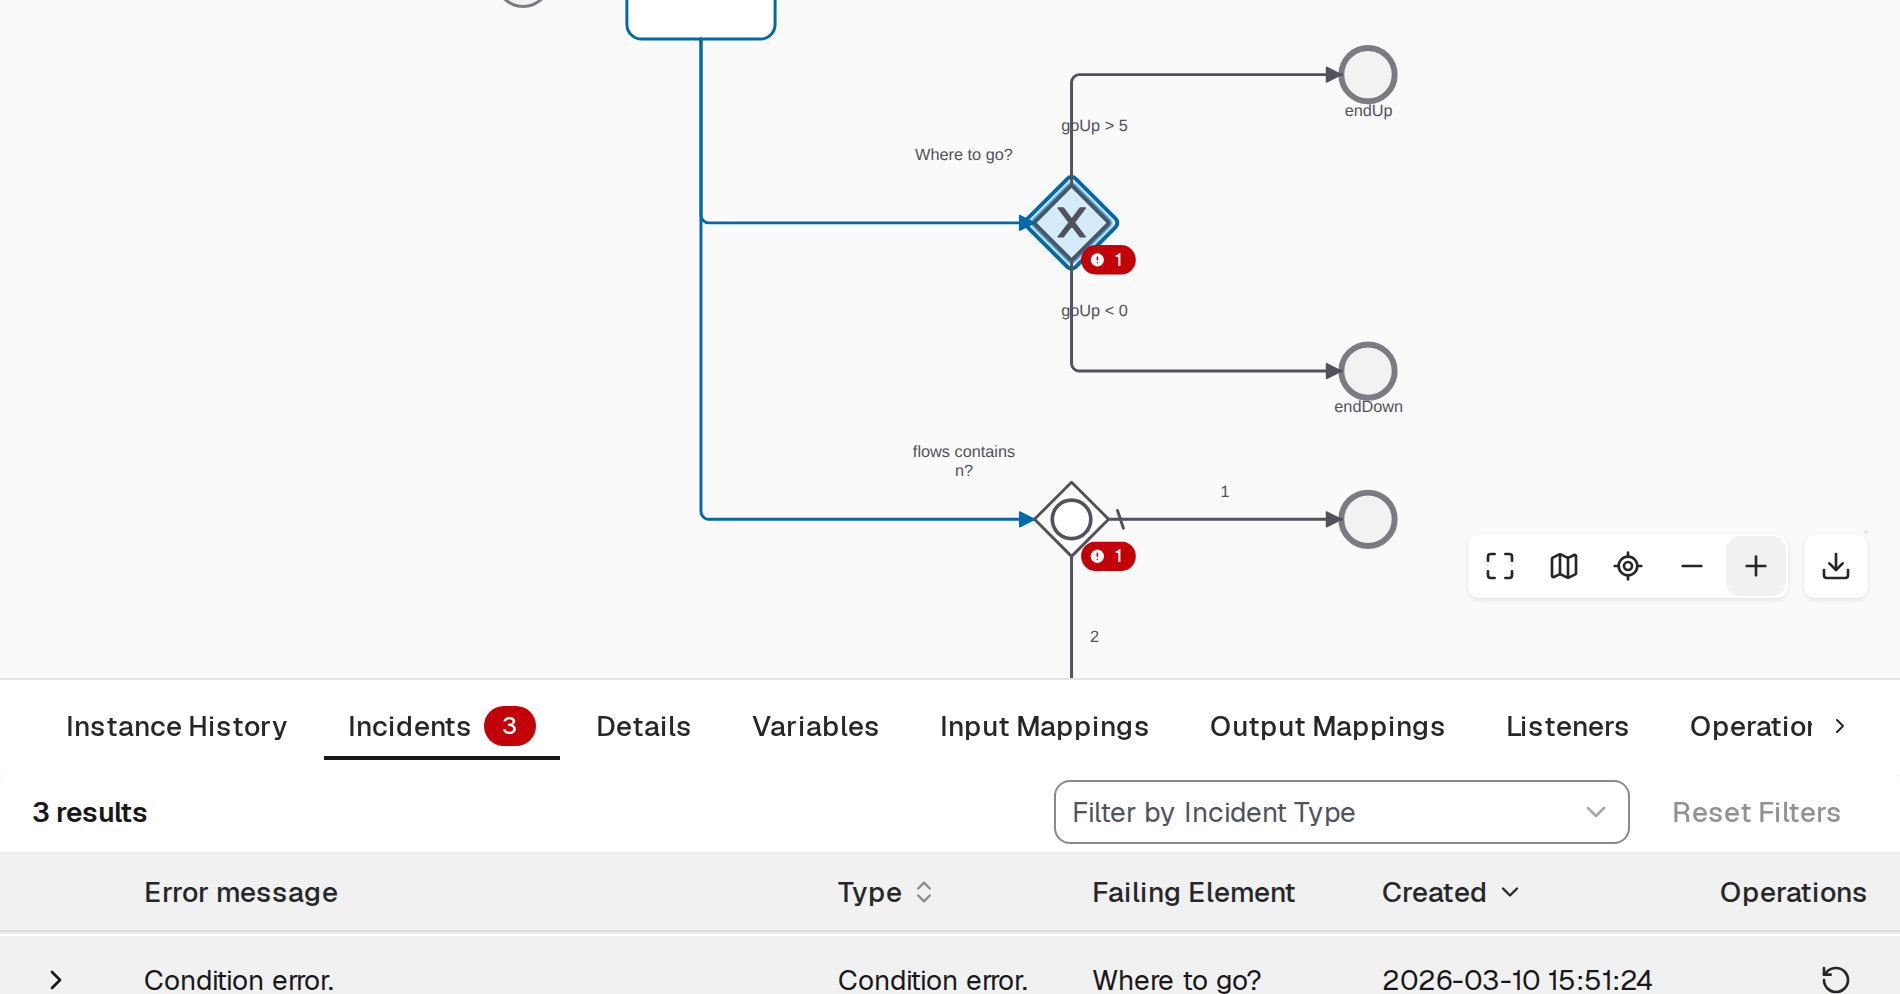 endUp
goUp > 5
Where to go?
X
1
goUp < 0
endDown
flows contains
n?
1
1
2
Instance History Incidents 3 Details Variables Input Mappings Output Mappings Listeners Operation
3 results
Filter by Incident Type
Reset Filters
Error message Type Failing Element Created Operations
Condition error. Condition error. Where to go? 2026-03-10 15:51:24